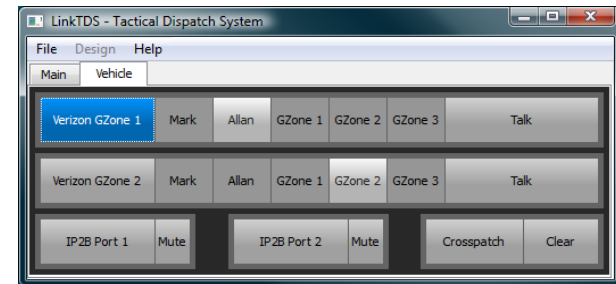 LinkTDS - Tactical Dispatch System
File Design Help
Main Vehicle
Verizon GZone 1 Mark Allan GZone 1 GZone 2 GZone 3 Talk
Verizon GZone 2 Mark Allan GZone 1 GZone 2 GZone 3 Talk
IP2B Port 1 Mute IP2B Port 2 Mute Crosspatch Clear